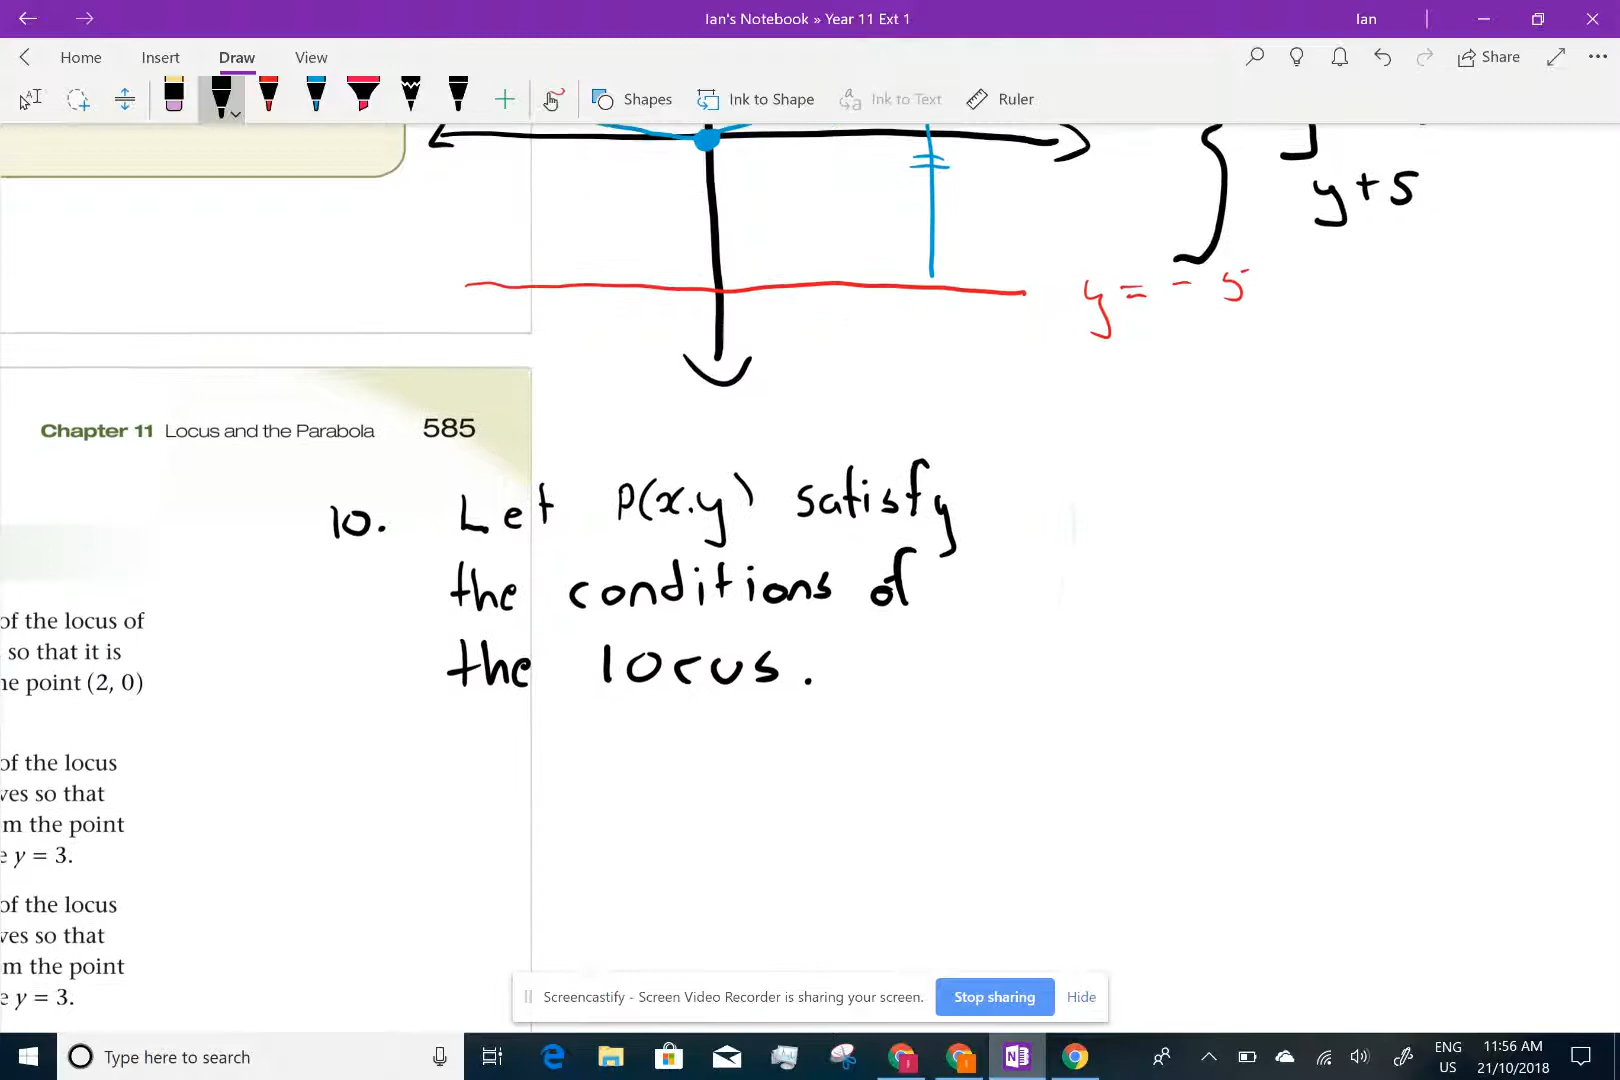 Ian's Notebook » Year 11 Ext 1
Ian
Home Insert Draw View
Share
Shapes Ink to Shape Ink to Text Ruler
y + 5
y = - 5
Chapter 11 Locus and the Parabola 585
10. Let P(x.y) satisfy
the conditions of
the locus.
of the locus of
so that it is
he point (2, 0)
of the locus
ves so that
m the point
e y = 3.
of the locus
ves so that
om the point
e y = 3.
Screencastify - Screen Video Recorder is sharing your screen. Stop sharing Hide
Type here to search
ENG
US
11:56 AM
21/10/2018